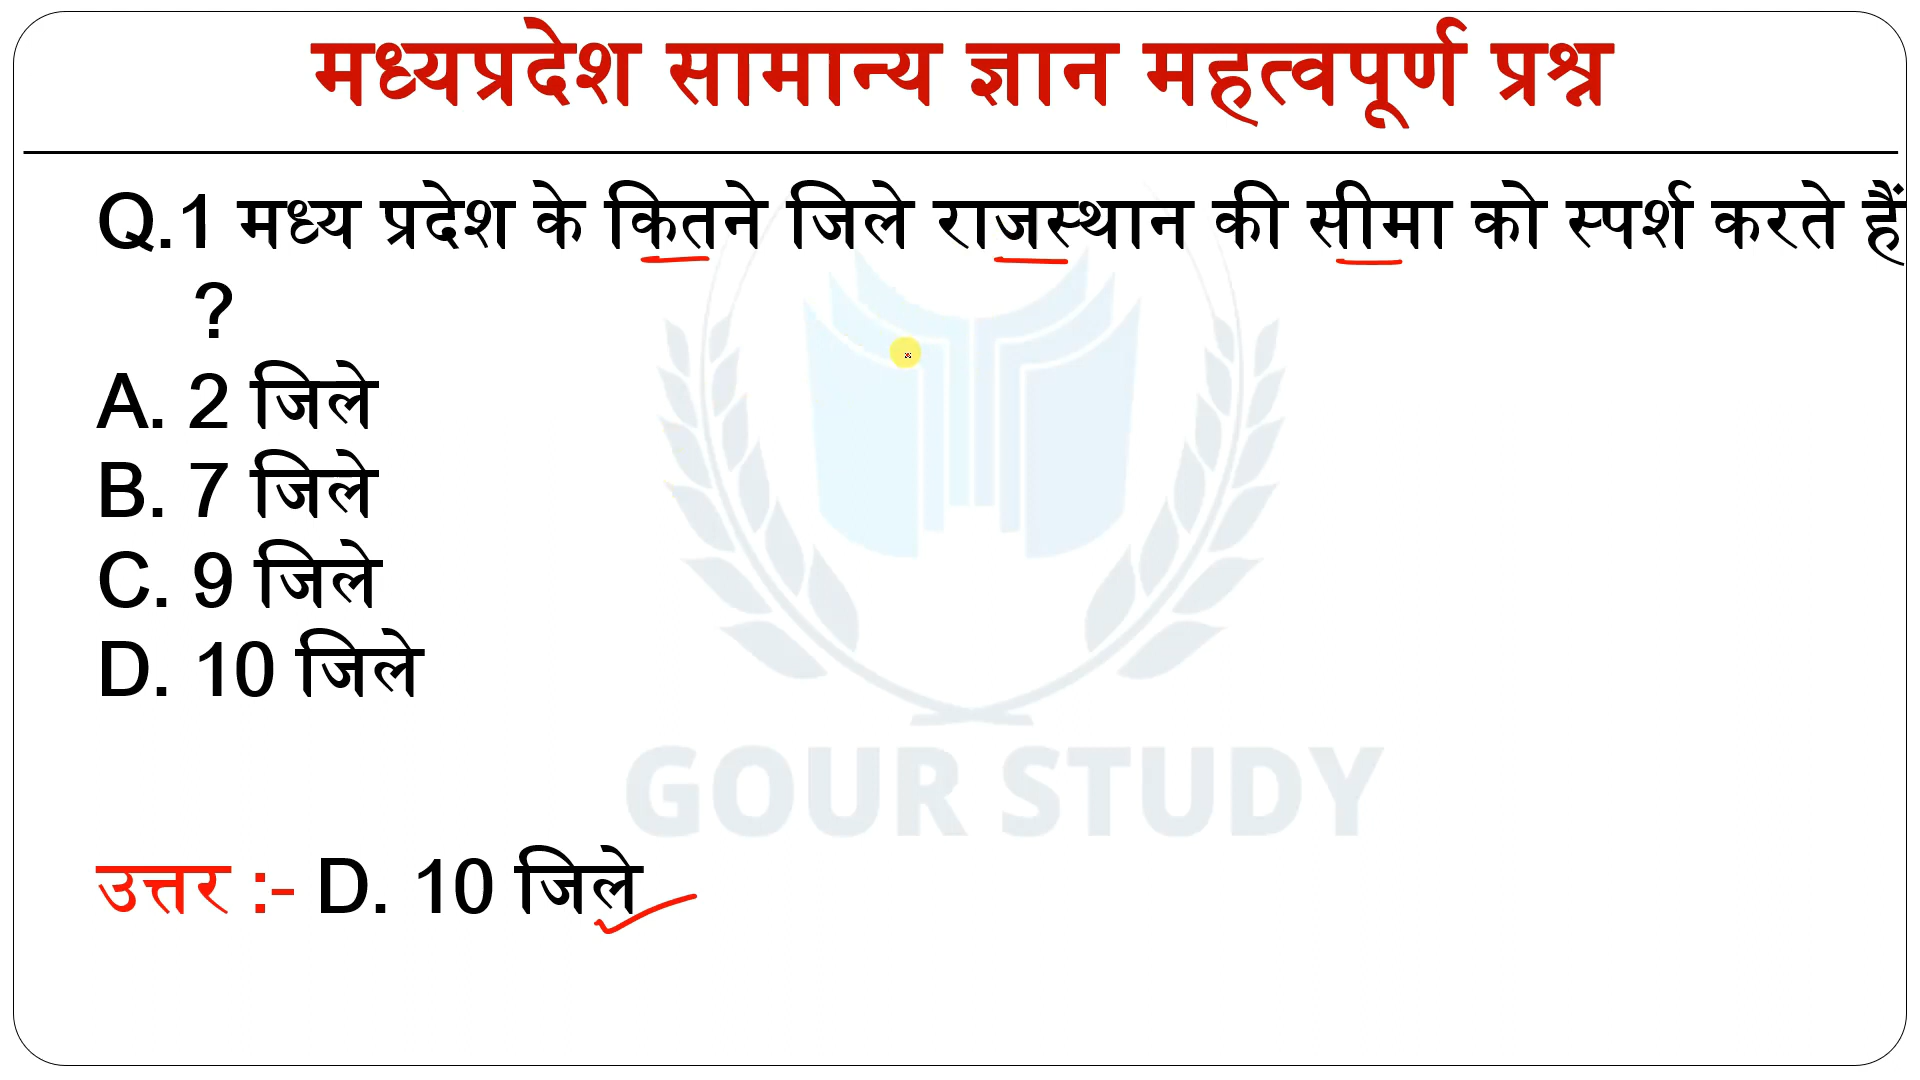 मध्यप्रदेश सामान्य ज्ञान महत्वपूर्ण प्रश्न
Q.1 मध्य प्रदेश के कितने जिले राजस्थान की सीमा को स्पर्श करते हैं
?
A. 2 जिले
B. 7 जिले
C. 9 जिले
D. 10 जिले
GOUR STUDY
उत्तर :- D. 10 जिले